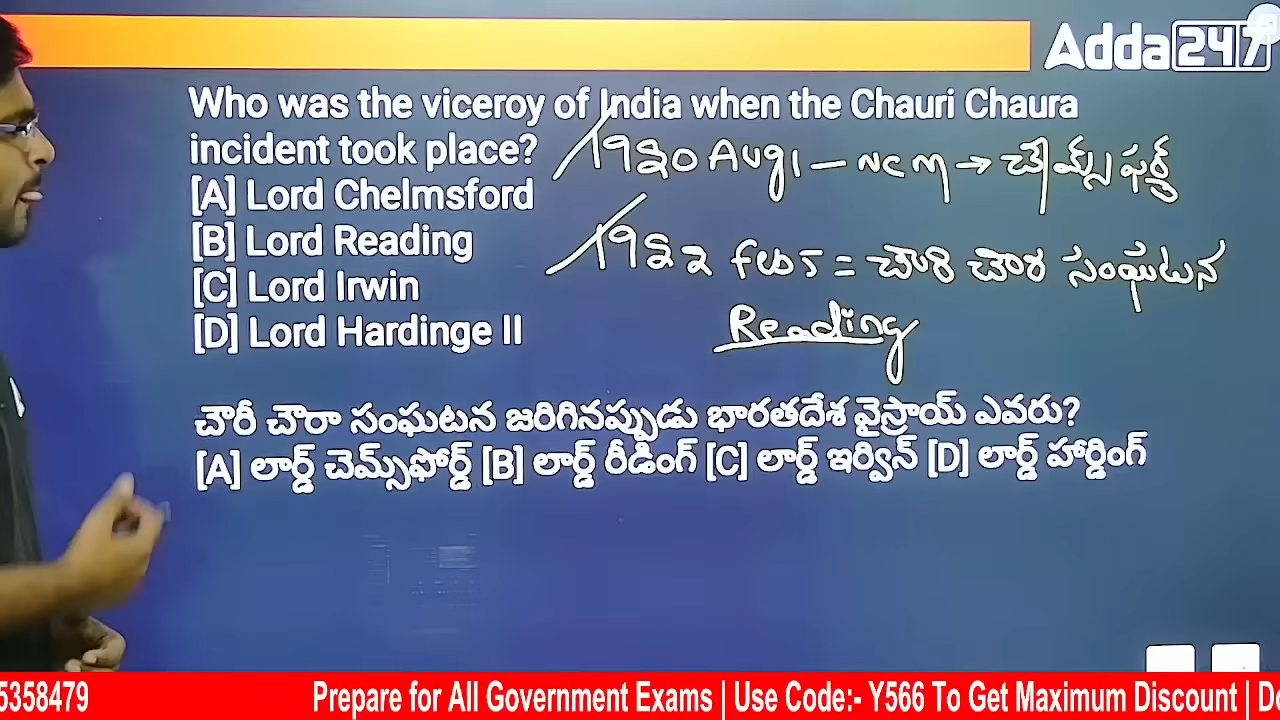 Adda247
Who was the viceroy of India when the Chauri Chaura
incident took place?
1920 Aug 1 – NCM → చెమ్స్ఫర్డ్
[A] Lord Chelmsford
[B] Lord Reading
1922 Feb 5 = చౌరి చౌర సంఘటన
[C] Lord Irwin
[D] Lord Hardinge II
Reading
చౌరీ చౌరా సంఘటన జరిగినప్పుడు భారతదేశ వైస్రాయ్ ఎవరు?
[A] లార్డ్ చెమ్స్‌ఫోర్డ్ [B] లార్డ్ రీడింగ్ [C] లార్డ్ ఇర్విన్ [D] లార్డ్ హార్డింగ్
5358479 Prepare for All Government Exams | Use Code:- Y566 To Get Maximum Discount |